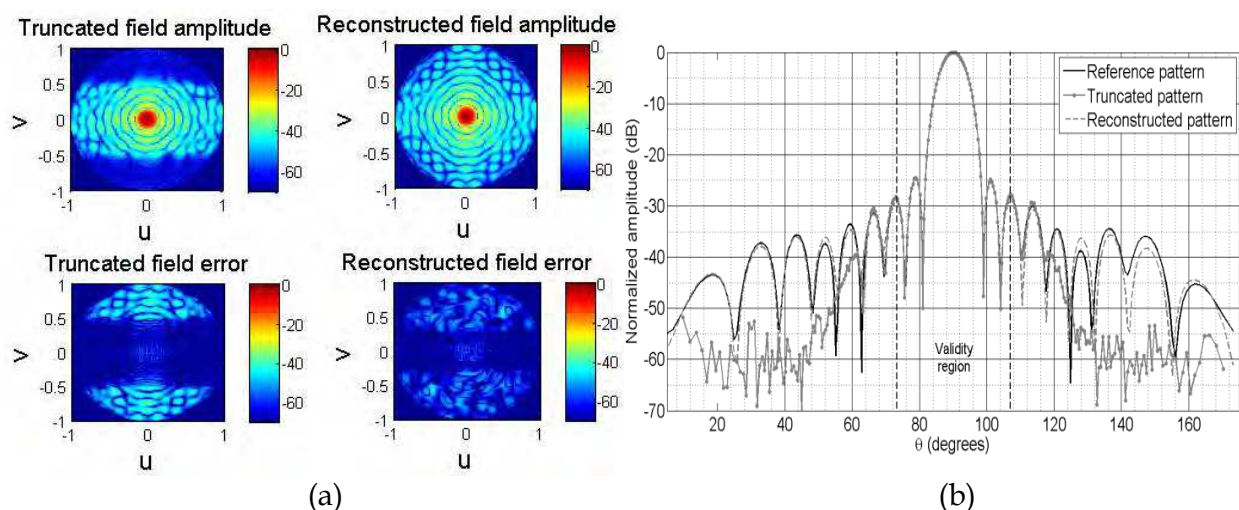 Truncated field amplitude
1
0.5
0
-0.5
-1
-1 0 1
u
v
0
-20
-40
-60
Reconstructed field amplitude
1
0.5
0
-0.5
-1
-1 0 1
u
v
0
-20
-40
-60
Truncated field error
1
0.5
0
-0.5
-1
-1 0 1
u
v
0
-20
-40
-60
Reconstructed field error
1
0.5
0
-0.5
-1
-1 0 1
u
v
0
-20
-40
-60
(a)
0
-10
-20
-30
-40
-50
-60
-70
Normalized amplitude (dB)
Reference pattern
Truncated pattern
Reconstructed pattern
Validity
region
20 40 60 80 100 120 140 160
θ (degrees)
(b)